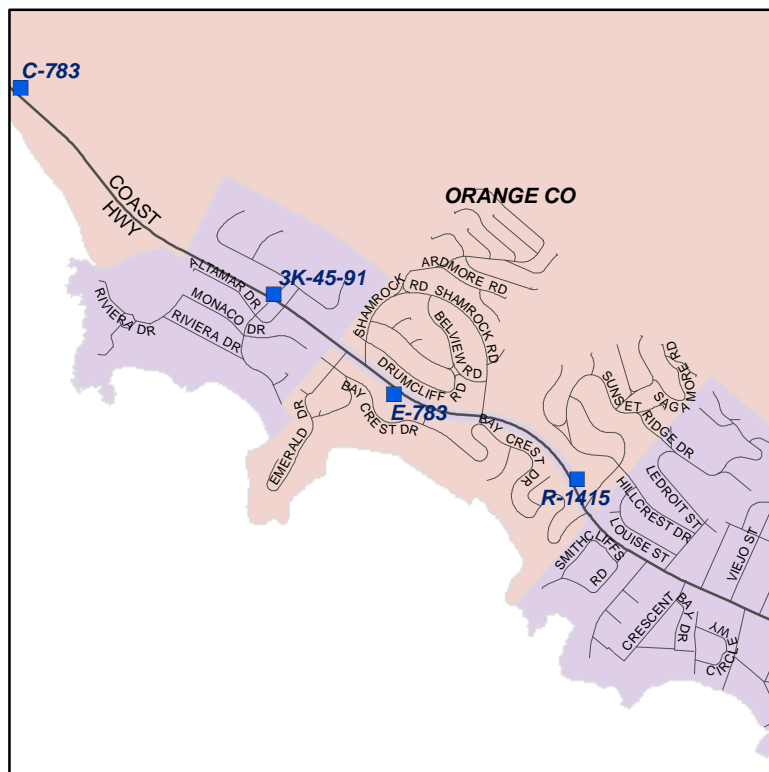 C-783
COAST
HWY
ORANGE CO
ALTAMAR DR
3K-45-91
SHAMROCK
RD
ARDMORE RD
SHAMROCK RD
RIVIERA DR
MONACO DR
RIVIERA DR
BELVIEW RD
DRUMCLIFF
RD
E-783
BAY CREST DR
EMERALD DR
BAY CREST DR
SUNSET RIDGE DR
SAGAMORE RD
R-1415
HILLCREST DR
LEDROIT ST
LOUISE ST
SMITHCLIFFS
RD
VIEJO ST
CRESCENT
BAY DR
CIRCLE WY